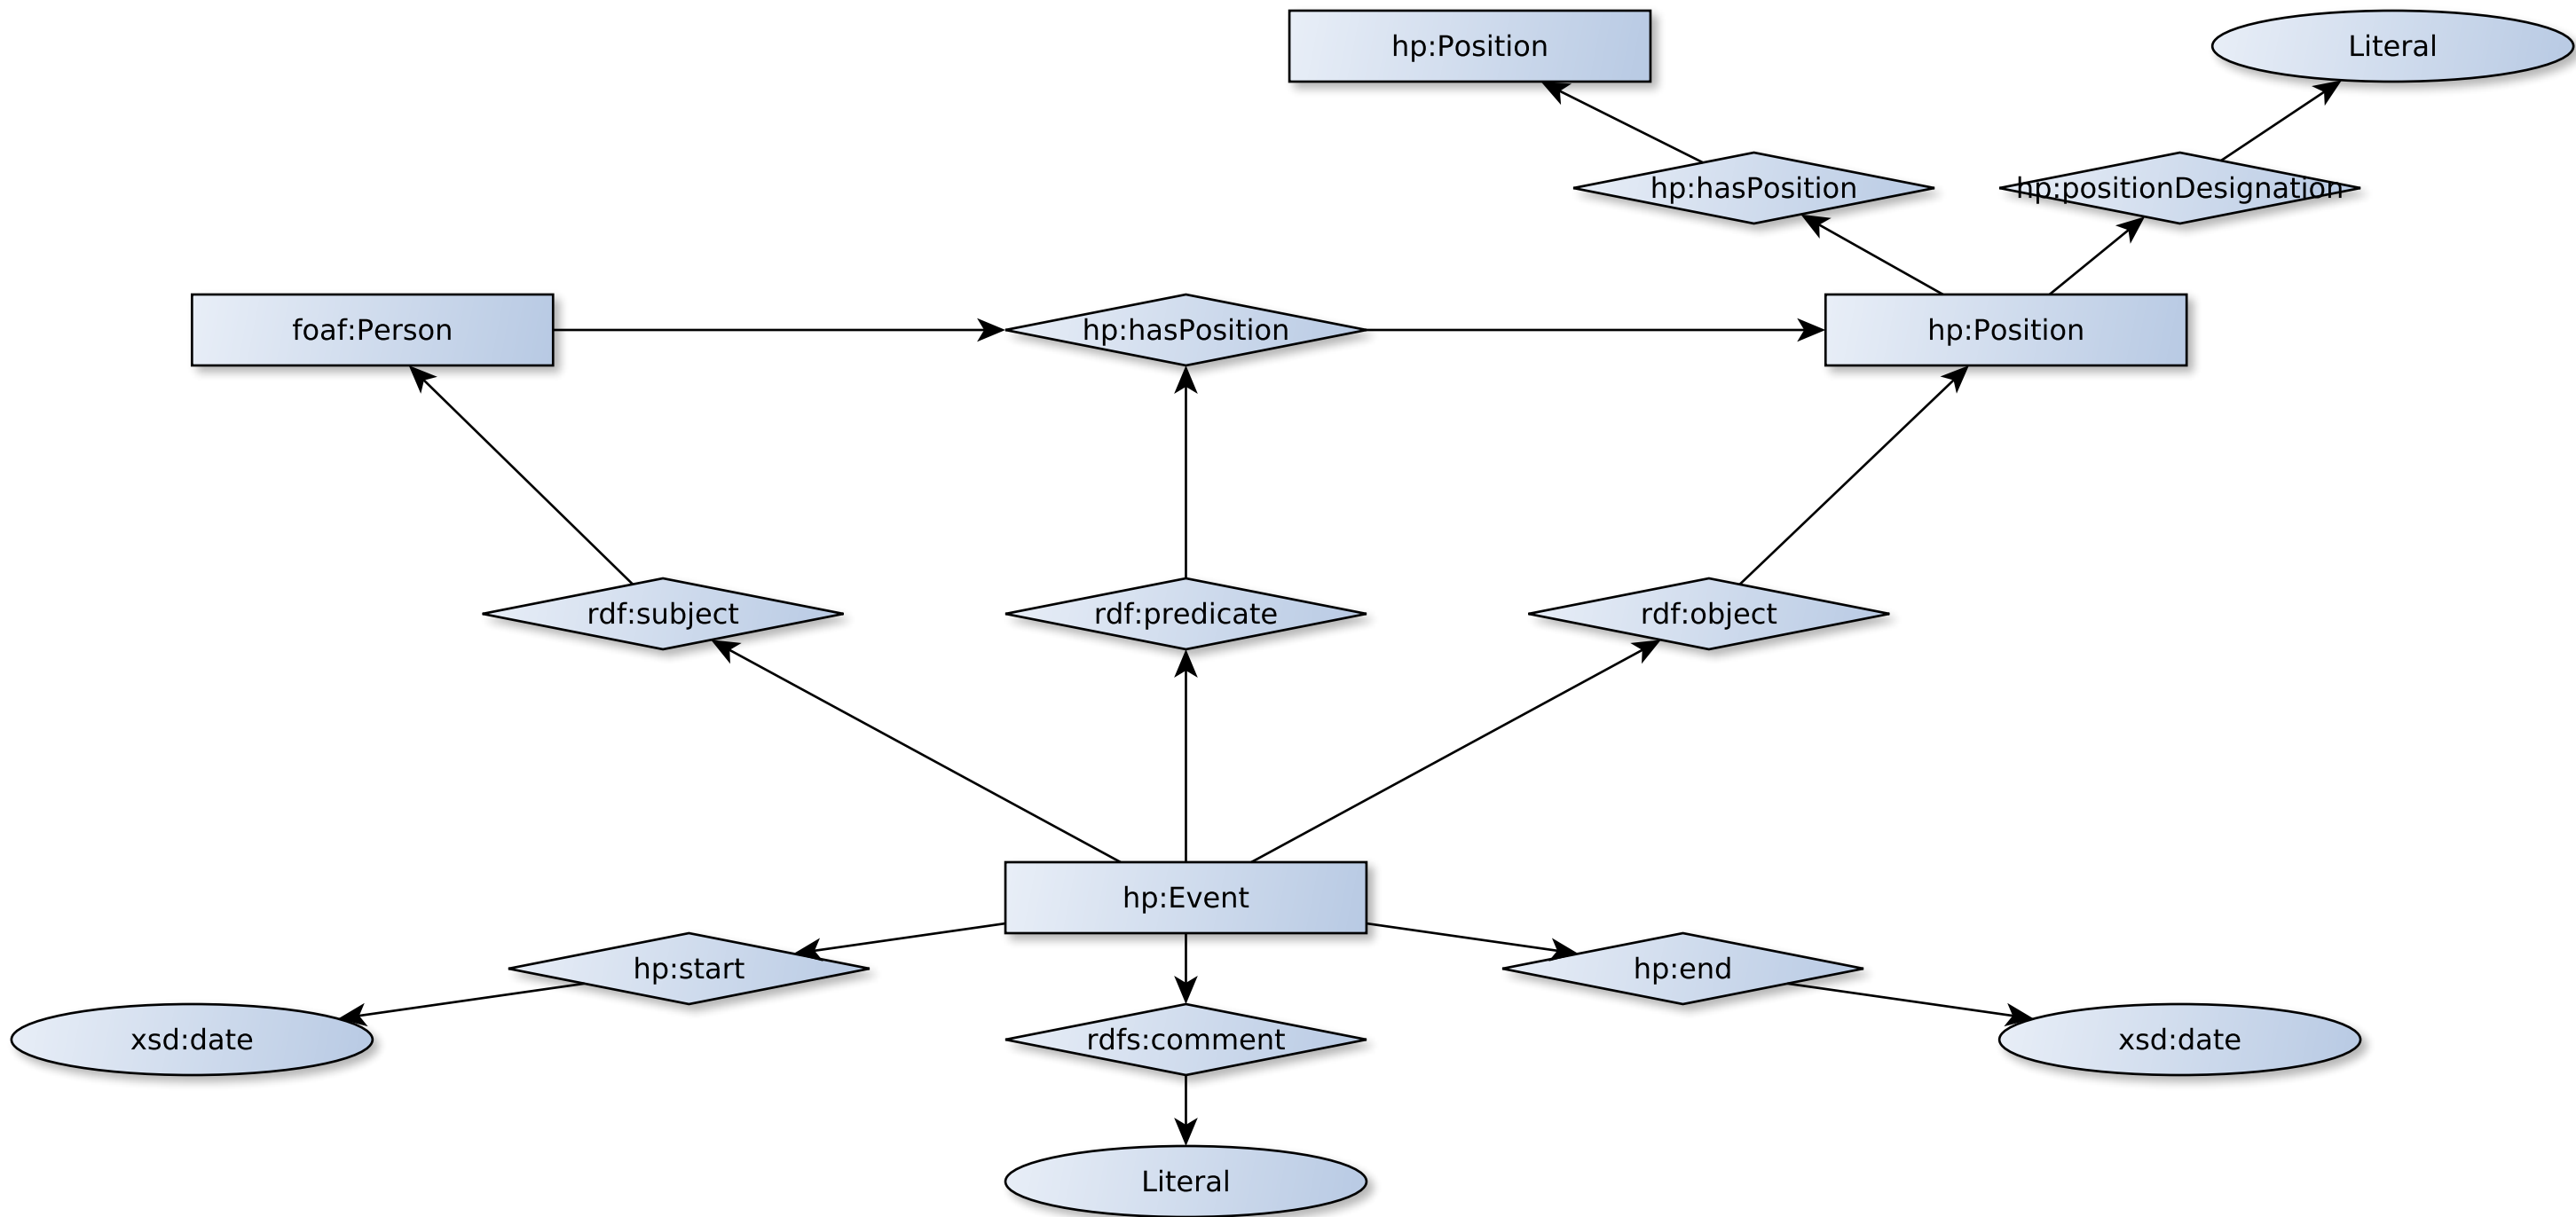 hp:Position
Literal
hp:hasPosition
hp:positionDesignation
foaf:Person
hp:hasPosition
hp:Position
rdf:subject
rdf:predicate
rdf:object
hp:Event
hp:start
hp:end
xsd:date
rdfs:comment
xsd:date
Literal